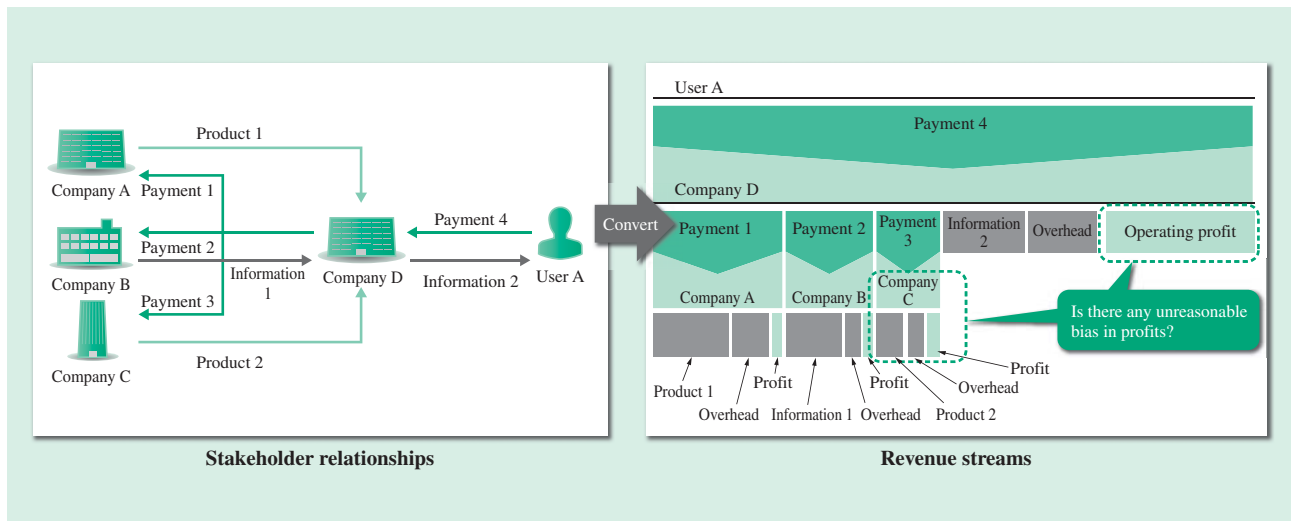 Product 1
Company A
Payment 1
Payment 2
Company B
Information
1
Payment 3
Company C
Product 2
Company D
Payment 4
Information 2
User A
Stakeholder relationships
Convert
User A
Payment 4
Company D
Payment 1
Payment 2
Payment
3
Information
2
Overhead
Operating profit
Company A
Company B
Company
C
Is there any unreasonable
bias in profits?
Product 1
Overhead
Profit
Information 1
Overhead
Profit
Product 2
Overhead
Profit
Revenue streams